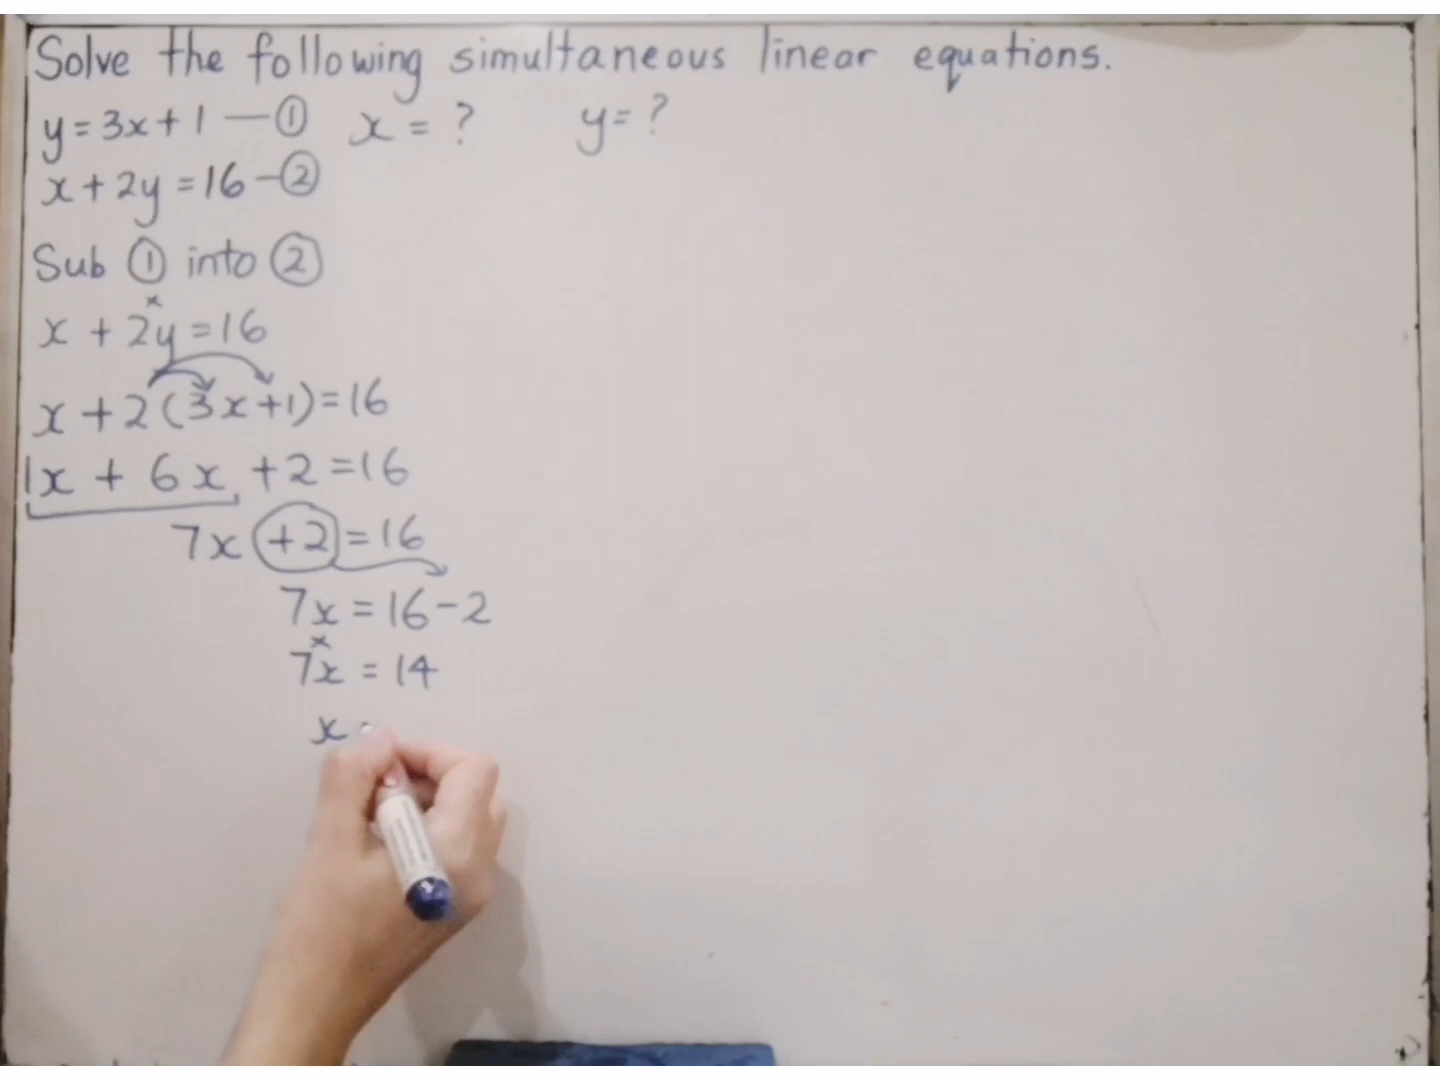 Solve the following simultaneous linear equations.
y = 3x + 1 — ① x = ? y = ?
x + 2y = 16 — ②
Sub ① into ②
×
x + 2y = 16
x + 2(3x + 1) = 16
1x + 6x + 2 = 16
7x + 2 = 16
7x = 16 - 2
×
7x = 14
x =